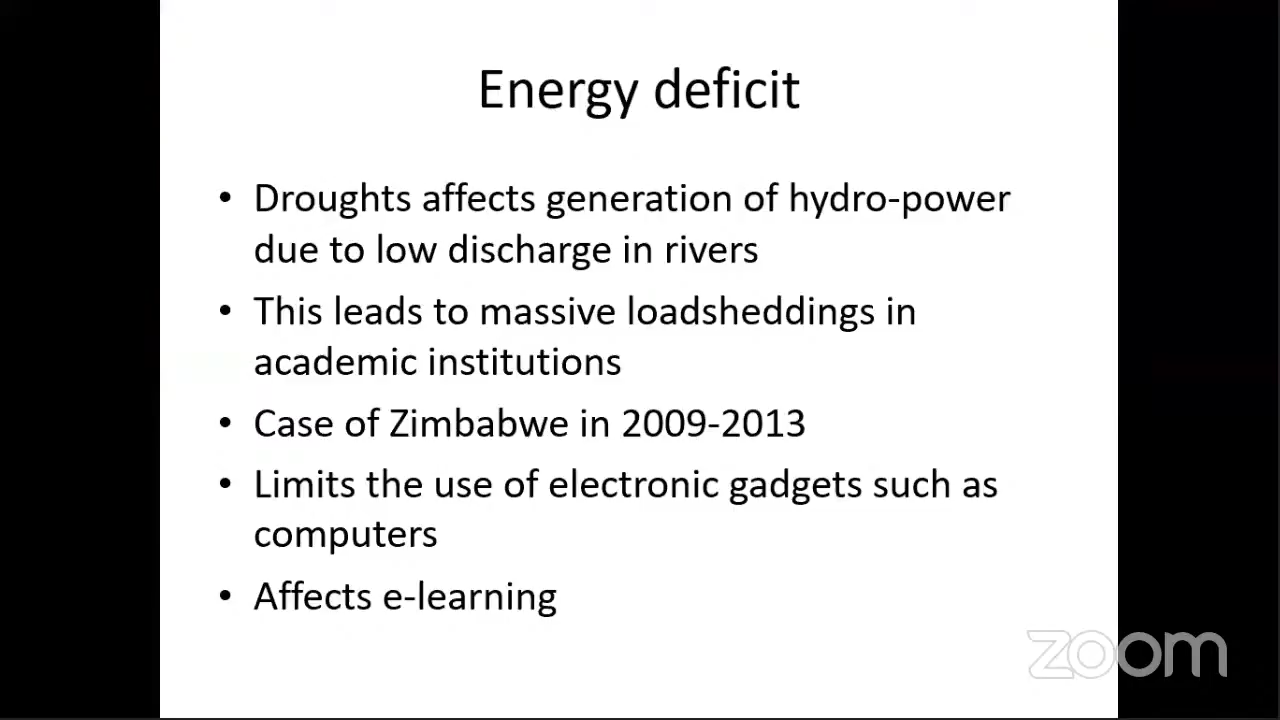 Energy deficit
• Droughts affects generation of hydro-power
due to low discharge in rivers
• This leads to massive loadsheddings in
academic institutions
• Case of Zimbabwe in 2009-2013
• Limits the use of electronic gadgets such as
computers
• Affects e-learning
zoom